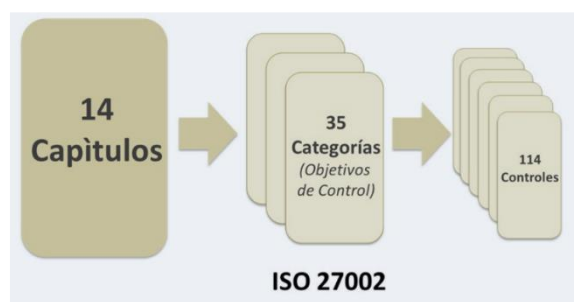 14
Capìtulos
35
Categorías
(Objetivos
de Control)
114
Controles
ISO 27002